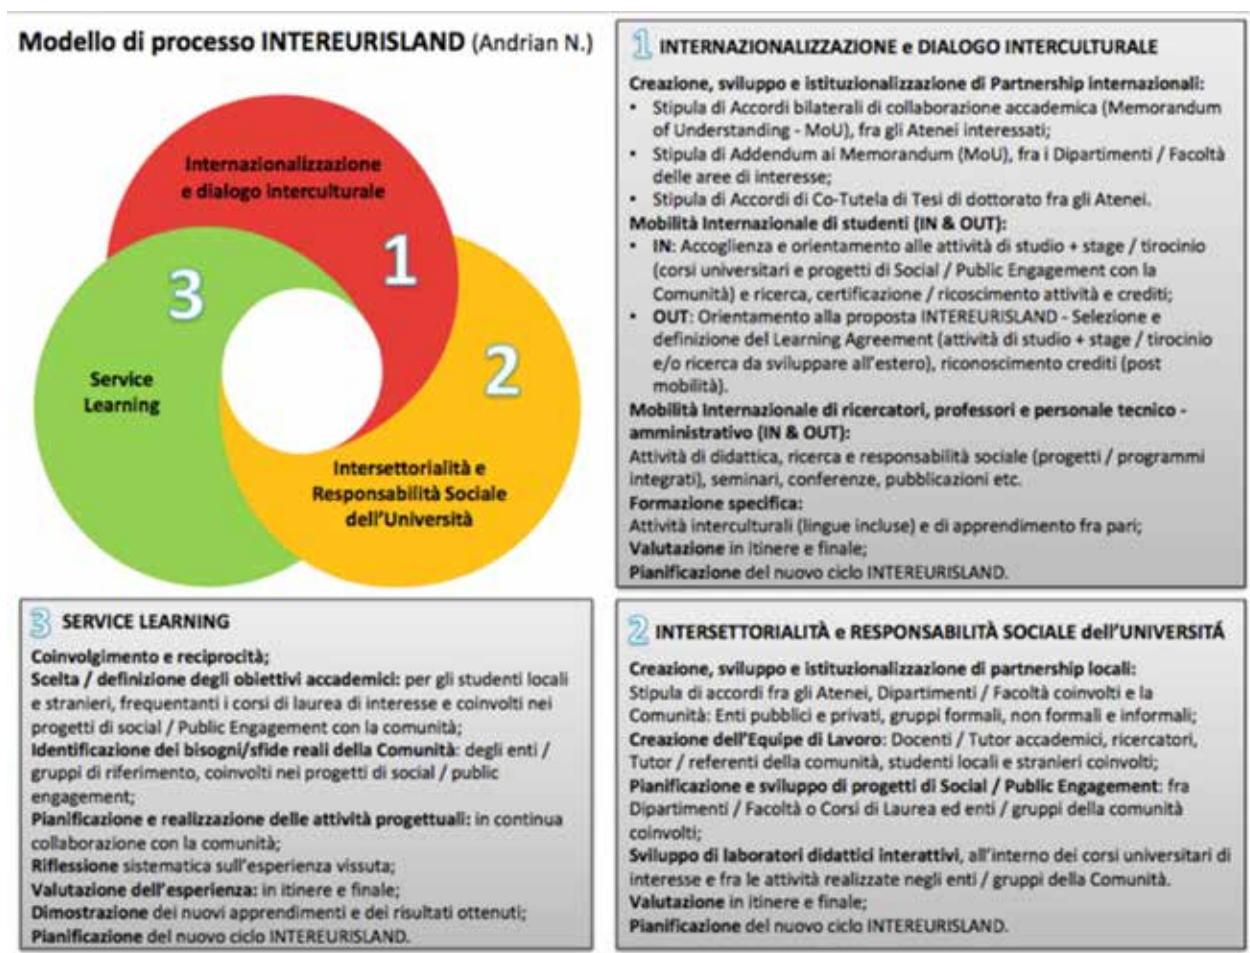 Modello di processo INTEREURISLAND (Andrian N.)
Internazionalizzazione
e dialogo interculturale
1
3
2
Service
Learning
Intersettorialità e
Responsabilità Sociale
dell'Università
1 INTERNAZIONALIZZAZIONE e DIALOGO INTERCULTURALE
Creazione, sviluppo e istituzionalizzazione di Partnership internazionali:
• Stipula di Accordi bilaterali di collaborazione accademica (Memorandum
of Understanding - MoU), fra gli Atenei interessati;
• Stipula di Addendum ai Memorandum (MoU), fra i Dipartimenti / Facoltà
delle aree di interesse;
• Stipula di Accordi di Co-Tutela di Tesi di dottorato fra gli Atenei.
Mobilità Internazionale di studenti (IN & OUT):
• IN: Accoglienza e orientamento alle attività di studio + stage / tirocinio
(corsi universitari e progetti di Social / Public Engagement con la
Comunità) e ricerca, certificazione / ricoscimento attività e crediti;
• OUT: Orientamento alla proposta INTEREURISLAND - Selezione e
definizione del Learning Agreement (attività di studio + stage / tirocinio
e/o ricerca da sviluppare all'estero), riconoscimento crediti (post
mobilità).
Mobilità Internazionale di ricercatori, professori e personale tecnico -
amministrativo (IN & OUT):
Attività di didattica, ricerca e responsabilità sociale (progetti / programmi
integrati), seminari, conferenze, pubblicazioni etc.
Formazione specifica:
Attività interculturali (lingue incluse) e di apprendimento fra pari;
Valutazione in itinere e finale;
Pianificazione del nuovo ciclo INTEREURISLAND.
3 SERVICE LEARNING
Coinvolgimento e reciprocità;
Scelta / definizione degli obiettivi accademici: per gli studenti locali
e stranieri, frequentanti i corsi di laurea di interesse e coinvolti nei
progetti di social / Public Engagement con la comunità;
Identificazione dei bisogni/sfide reali della Comunità: degli enti /
gruppi di riferimento, coinvolti nei progetti di social / public
engagement;
Pianificazione e realizzazione delle attività progettuali: in continua
collaborazione con la comunità;
Riflessione sistematica sull'esperienza vissuta;
Valutazione dell'esperienza: in itinere e finale;
Dimostrazione dei nuovi apprendimenti e dei risultati ottenuti;
Pianificazione del nuovo ciclo INTEREURISLAND.
2 INTERSETTORIALITÀ e RESPONSABILITÀ SOCIALE dell'UNIVERSITÁ
Creazione, sviluppo e istituzionalizzazione di partnership locali:
Stipula di accordi fra gli Atenei, Dipartimenti / Facoltà coinvolti e la
Comunità: Enti pubblici e privati, gruppi formali, non formali e informali;
Creazione dell'Equipe di Lavoro: Docenti / Tutor accademici, ricercatori,
Tutor / referenti della comunità, studenti locali e stranieri coinvolti;
Pianificazione e sviluppo di progetti di Social / Public Engagement: fra
Dipartimenti / Facoltà o Corsi di Laurea ed enti / gruppi della comunità
coinvolti;
Sviluppo di laboratori didattici interattivi, all'interno dei corsi universitari di
interesse e fra le attività realizzate negli enti / gruppi della Comunità.
Valutazione in itinere e finale;
Pianificazione del nuovo ciclo INTEREURISLAND.